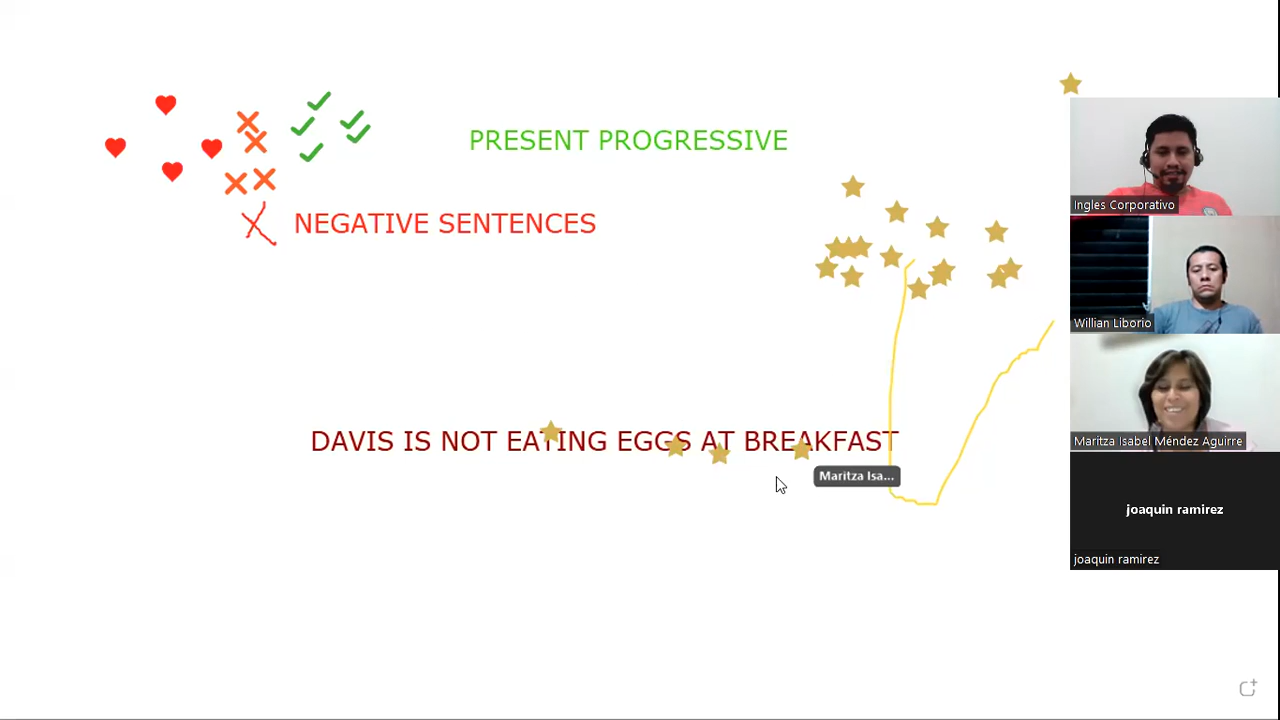 PRESENT PROGRESSIVE
NEGATIVE SENTENCES
DAVIS IS NOT EATING EGGS AT BREAKFAST
Maritza Isa...
Ingles Corporativo
Willian Liborio
Maritza Isabel Méndez Aguirre
joaquin ramirez
joaquin ramirez